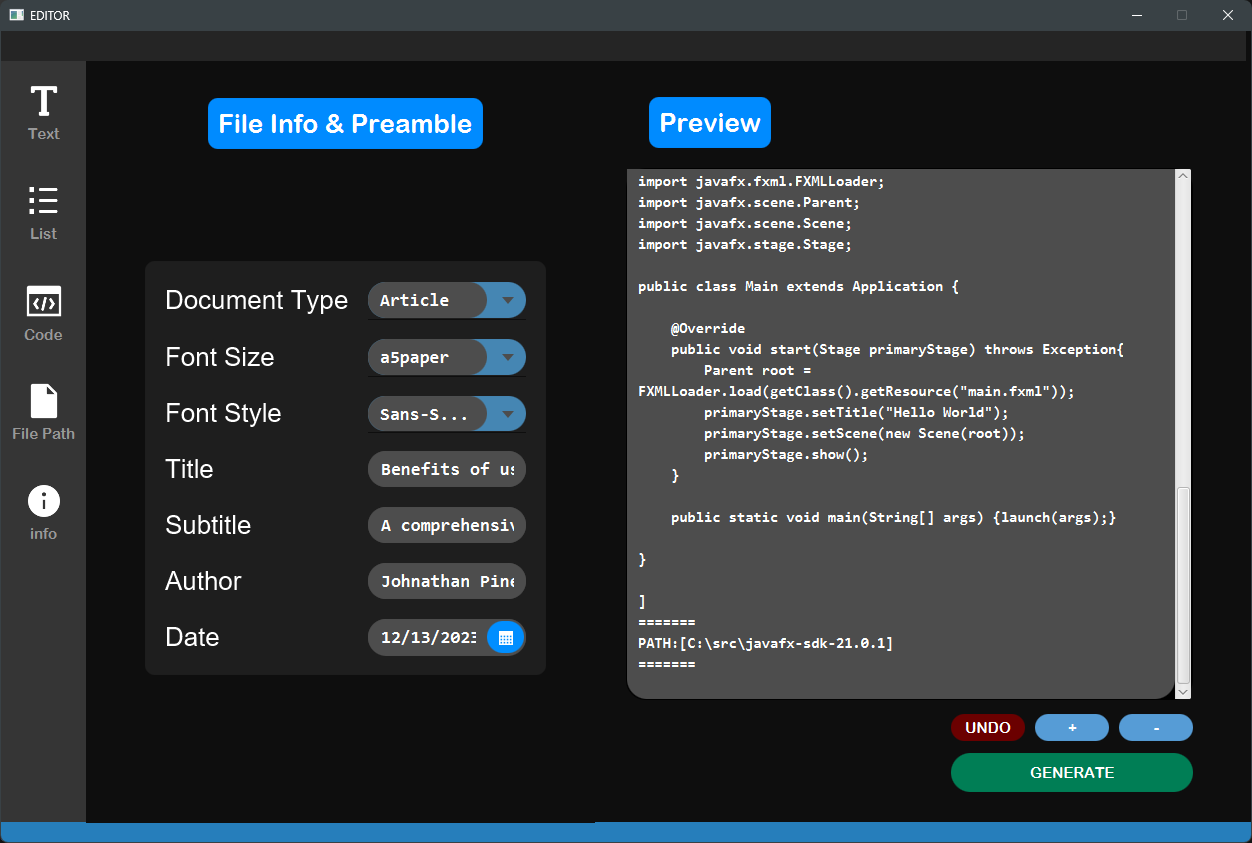 EDITOR
Text
List
Code
File Path
info
File Info & Preamble
Document Type
Article
Font Size
a5paper
Font Style
Sans-S...
Title
Benefits of us
Subtitle
A comprehensiv
Author
Johnathan Pine
Date
12/13/2023
Preview
import javafx.fxml.FXMLLoader;
import javafx.scene.Parent;
import javafx.scene.Scene;
import javafx.stage.Stage;
public class Main extends Application {
    @Override
    public void start(Stage primaryStage) throws Exception{
        Parent root =
FXMLLoader.load(getClass().getResource("main.fxml"));
        primaryStage.setTitle("Hello World");
        primaryStage.setScene(new Scene(root));
        primaryStage.show();
    }
    public static void main(String[] args) {launch(args);}
}
]
=======
PATH:[C:\src\javafx-sdk-21.0.1]
=======
UNDO
+
-
GENERATE